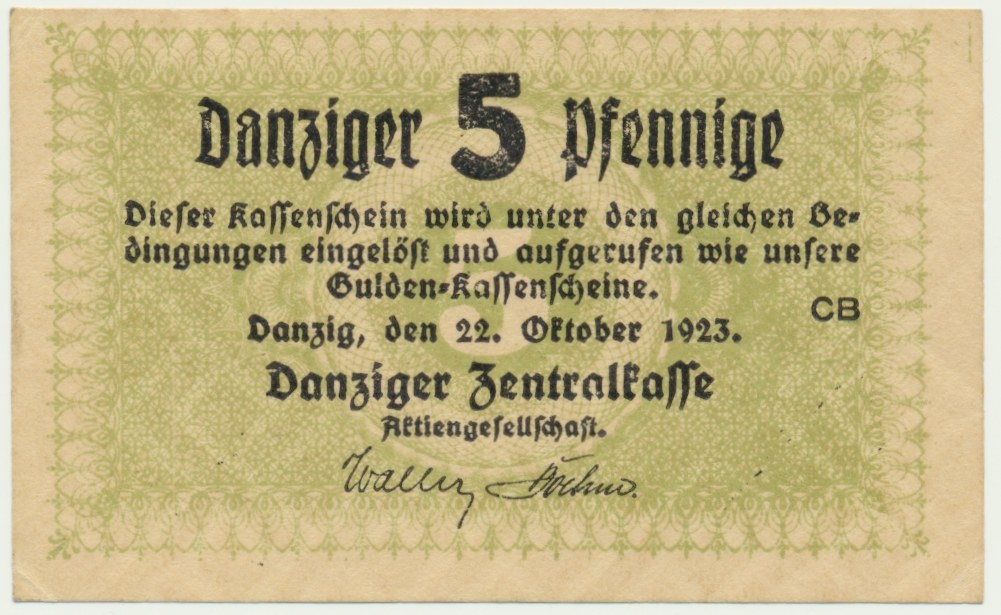 Danziger 5 Pfennige
Dieser Kassenschein wird unter den gleichen Be-
dingungen eingelöst und aufgerufen wie unsere
Gulden-Kassenscheine.
CB
Danzig, den 22. Oktober 1923.
Danziger Zentralkasse
Aktiengesellschaft.